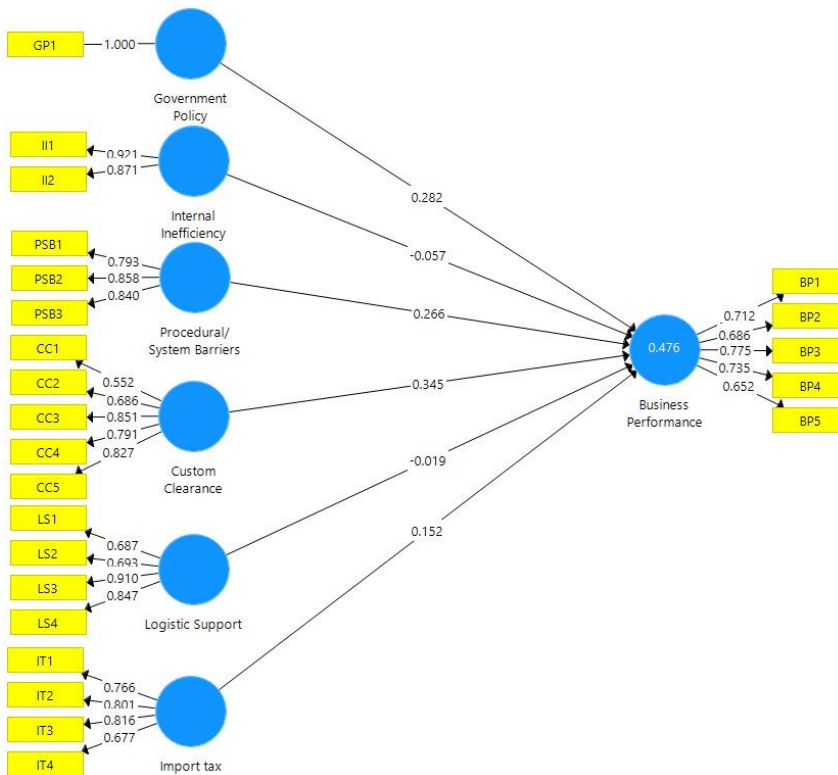 GP1
1.000
Government
Policy
II1
II2
0.921
0.871
Internal
Inefficiency
PSB1
PSB2
PSB3
0.793
0.858
0.840
Procedural/
System Barriers
CC1
CC2
CC3
CC4
CC5
0.552
0.686
0.851
0.791
0.827
Custom
Clearance
LS1
LS2
LS3
LS4
0.687
0.693
0.910
0.847
Logistic Support
IT1
IT2
IT3
IT4
0.766
0.801
0.816
0.677
Import tax
0.282
-0.057
0.266
0.345
-0.019
0.152
0.476
Business
Performance
0.712
0.686
0.775
0.735
0.652
BP1
BP2
BP3
BP4
BP5